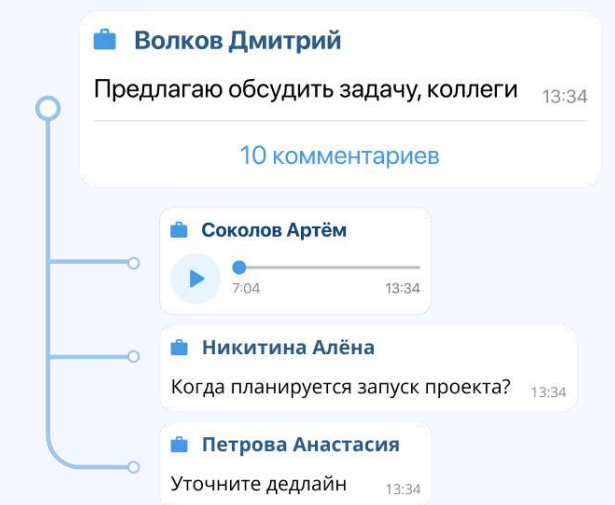 Волков Дмитрий
Предлагаю обсудить задачу, коллеги 13:34
10 комментариев
Соколов Артём
7:04 13:34
Никитина Алёна
Когда планируется запуск проекта? 13:34
Петрова Анастасия
Уточните дедлайн 13:34